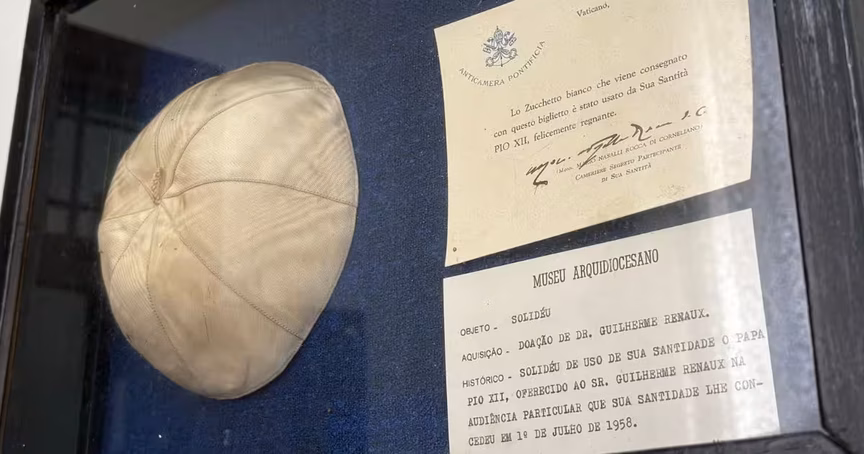 Vaticano,
ANTICAMERA PONTIFICIA
Lo Zucchetto bianco che viene consegnato
con questo biglietto è stato usato da Sua Santità
PIO XII, felicemente regnante.
NASALLI ROCCA DI CORNELIANO
CAMERIERE SEGRETO PARTECIPANTE
DI SUA SANTITÀ
MUSEU ARQUIDIOCESANO
OBJETO - SOLIDÉU
AQUISIÇÃO - DOAÇÃO DE DR. GUILHERME RENAUX.
HISTÓRICO - SOLIDÉU DE USO DE SUA SANTIDADE O PAPA
PIO XII, OFERECIDO AO SR. GUILHERME RENAUX NA
AUDIÊNCIA PARTICULAR QUE SUA SANTIDADE LHE CON-
CEDEU EM 1º DE JULHO DE 1958.